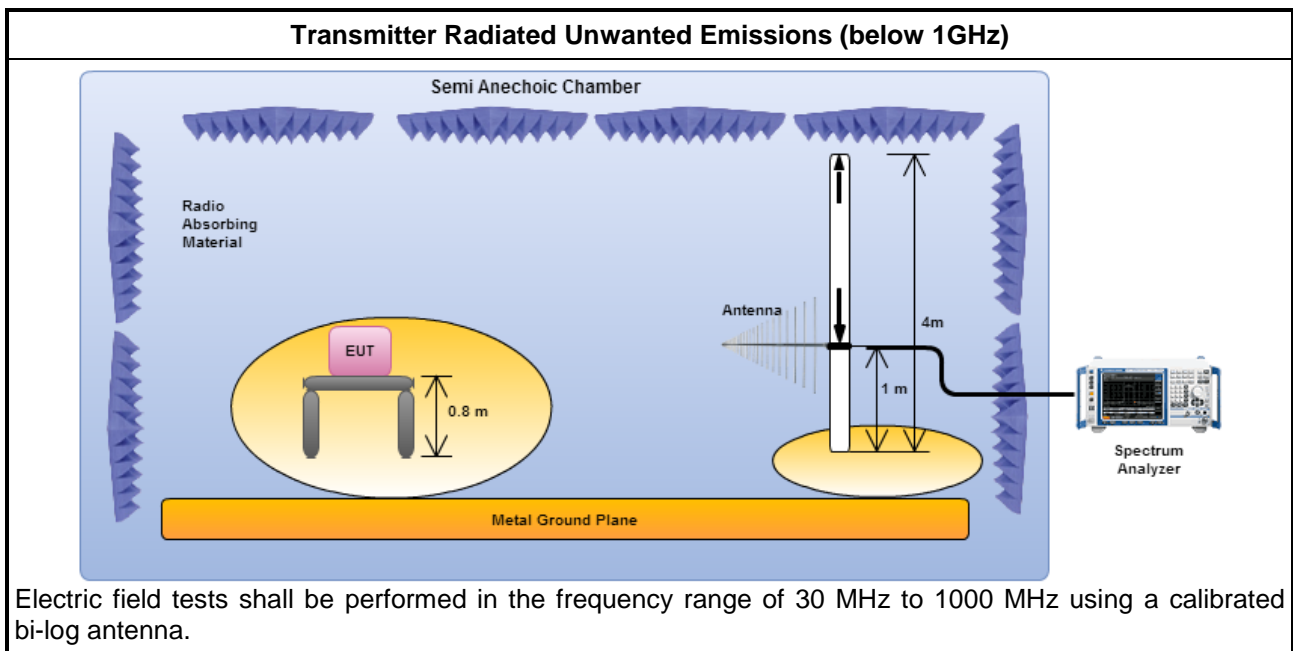 Transmitter Radiated Unwanted Emissions (below 1GHz)
Semi Anechoic Chamber
Radio
Absorbing
Material
Antenna
4m
EUT
1 m
0.8 m
Spectrum
Analyzer
Metal Ground Plane
Electric field tests shall be performed in the frequency range of 30 MHz to 1000 MHz using a calibrated
bi-log antenna.